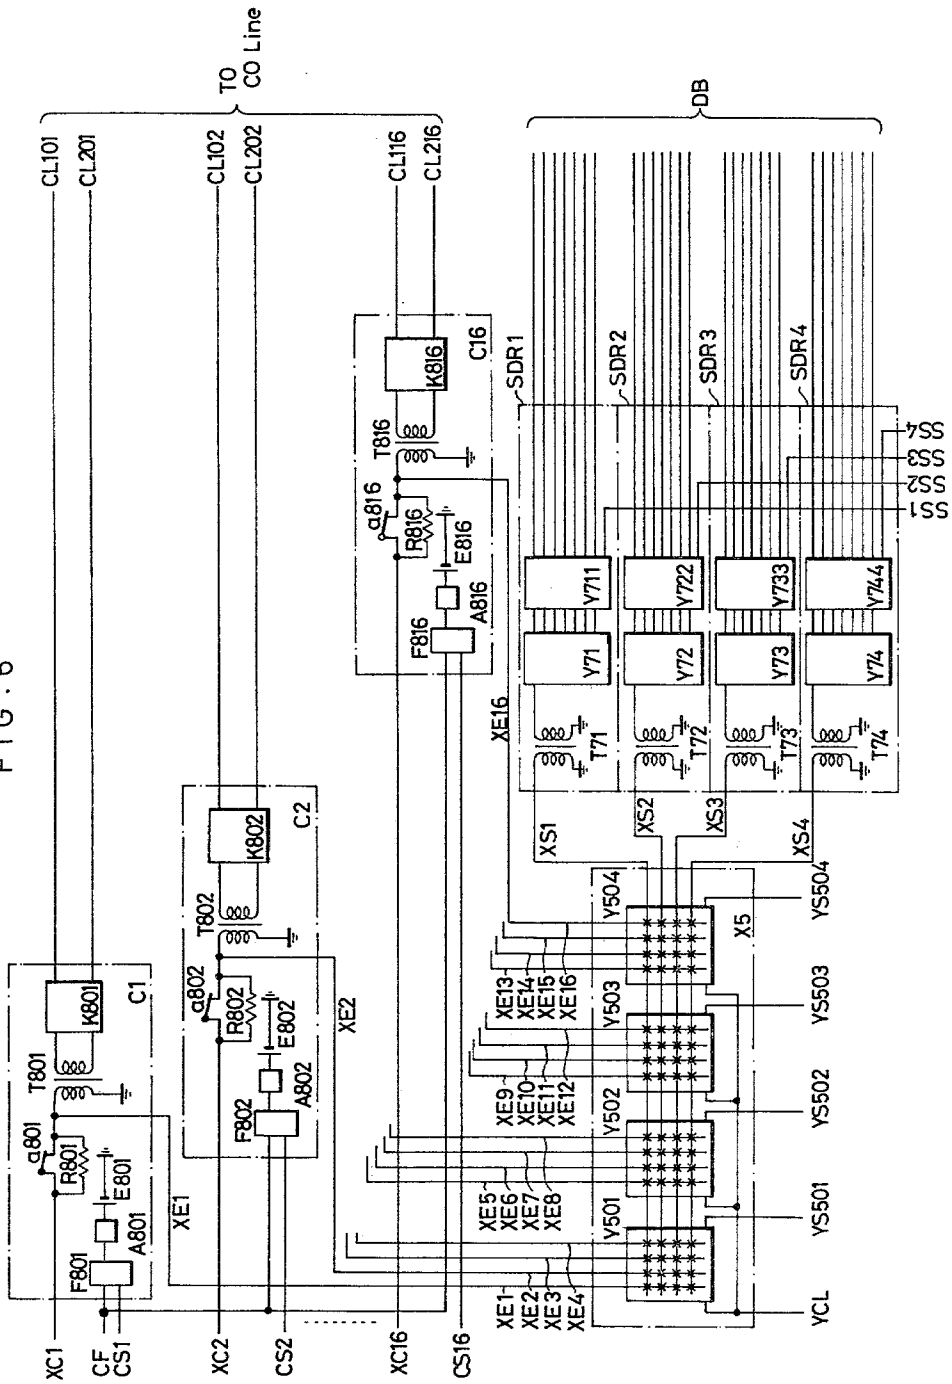 FIG. 6
TO
CO Line
CL101
CL201
CL102
CL202
CL116
CL216
DB
T801
K801
C1
a801
R801
E801
F801
A801
XE1
T802
K802
C2
a802
R802
E802
F802
A802
XE2
T816
K816
C16
a816
R816
E816
F816
A816
XE16
XC1
CF
CS1
XC2
CS2
XC16
CS16
SDR1
SDR2
SDR3
SDR4
SS1
SS2
SS3
SS4
Y711
Y722
Y733
Y744
Y71
Y72
Y73
Y74
T71
T72
T73
T74
XS1
XS2
XS3
XS4
XE13
XE14
XE15
XE16
XE9
XE10
XE11
XE12
XE5
XE6
XE7
XE8
XE1
XE2
XE3
XE4
Y504
Y503
Y502
Y501
X5
YS504
YS503
YS502
YS501
YCL